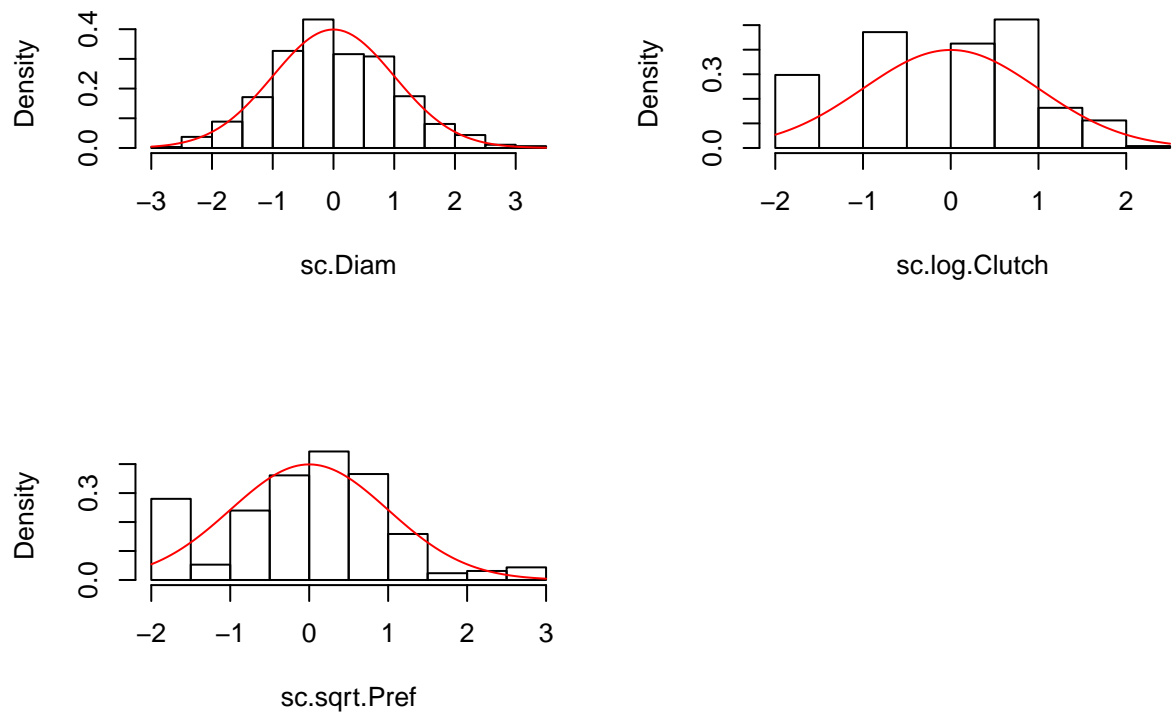 Density
0.0 0.2 0.4
−3 −2 −1 0 1 2 3
sc.Diam
Density
0.0 0.3
−2 −1 0 1 2
sc.log.Clutch
Density
0.0 0.3
−2 −1 0 1 2 3
sc.sqrt.Pref